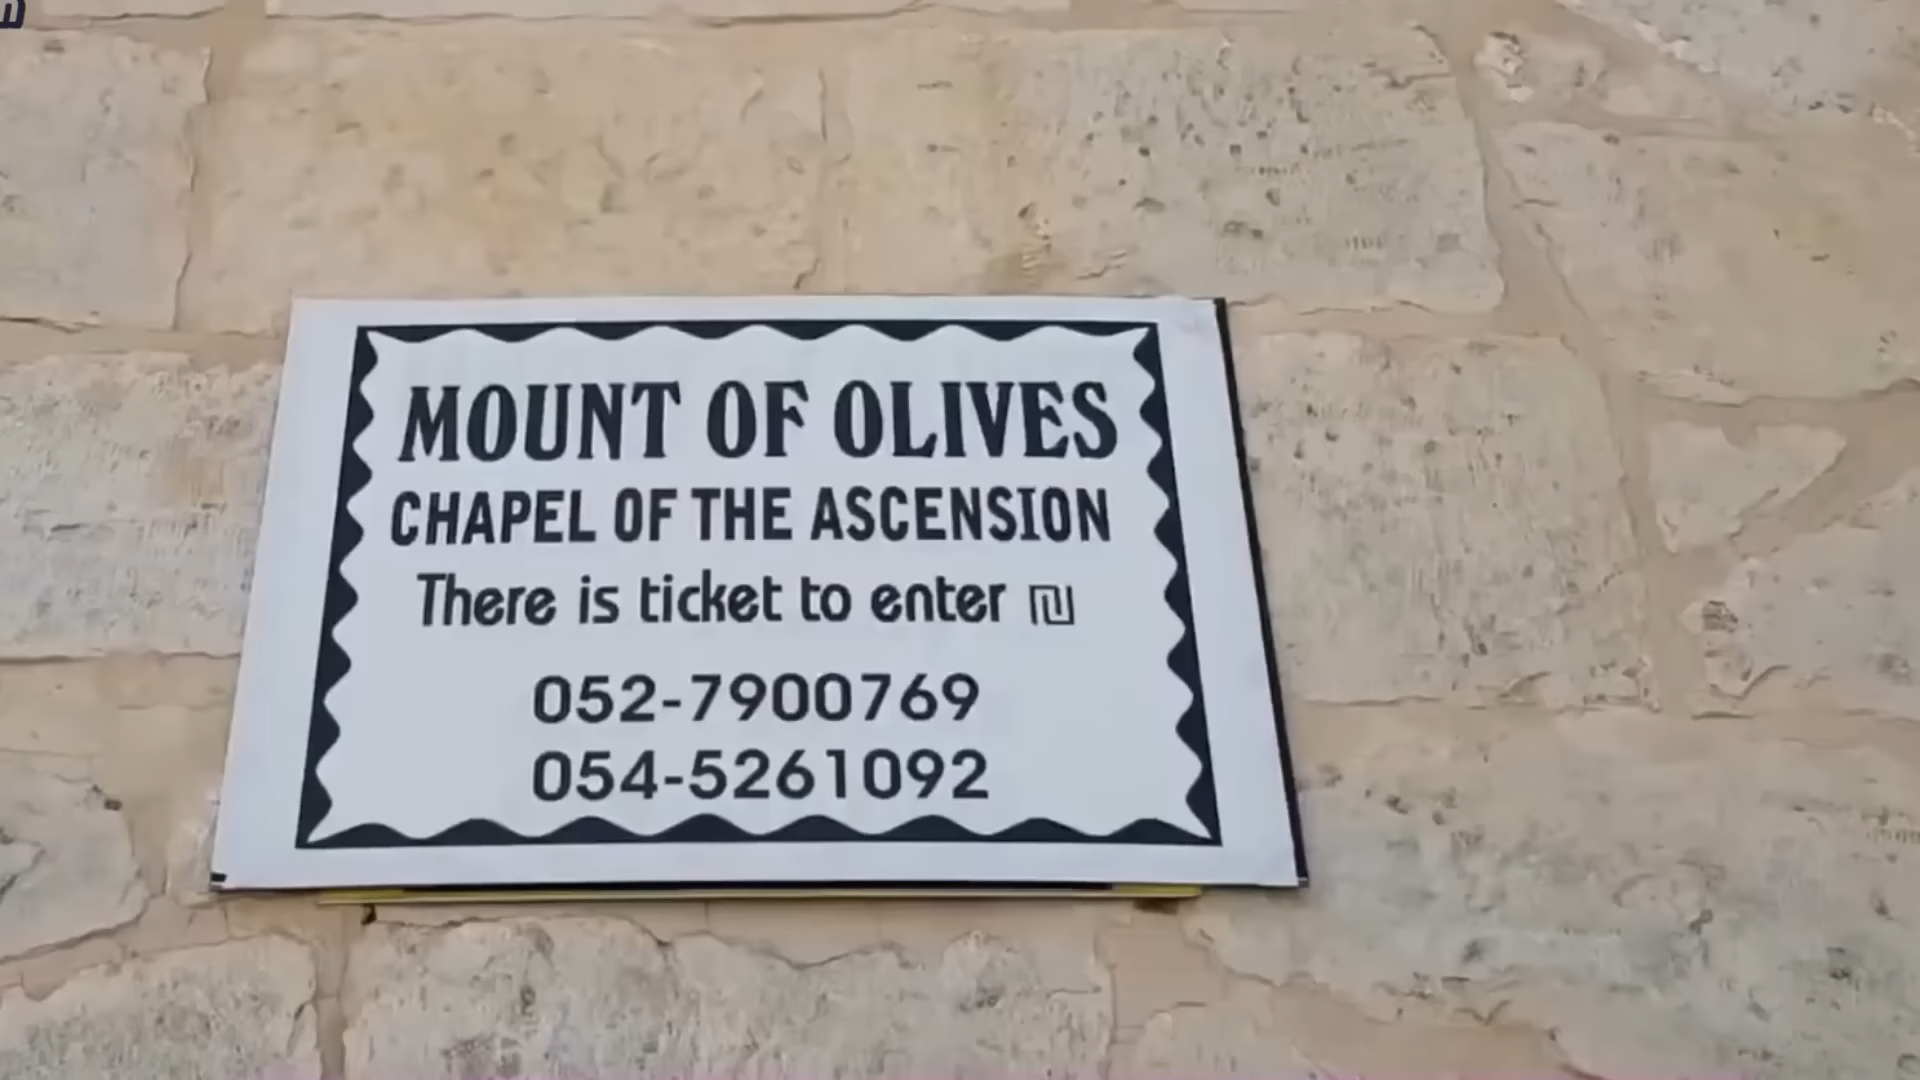 MOUNT OF OLIVES
CHAPEL OF THE ASCENSION
There is ticket to enter ₪
052-7900769
054-5261092